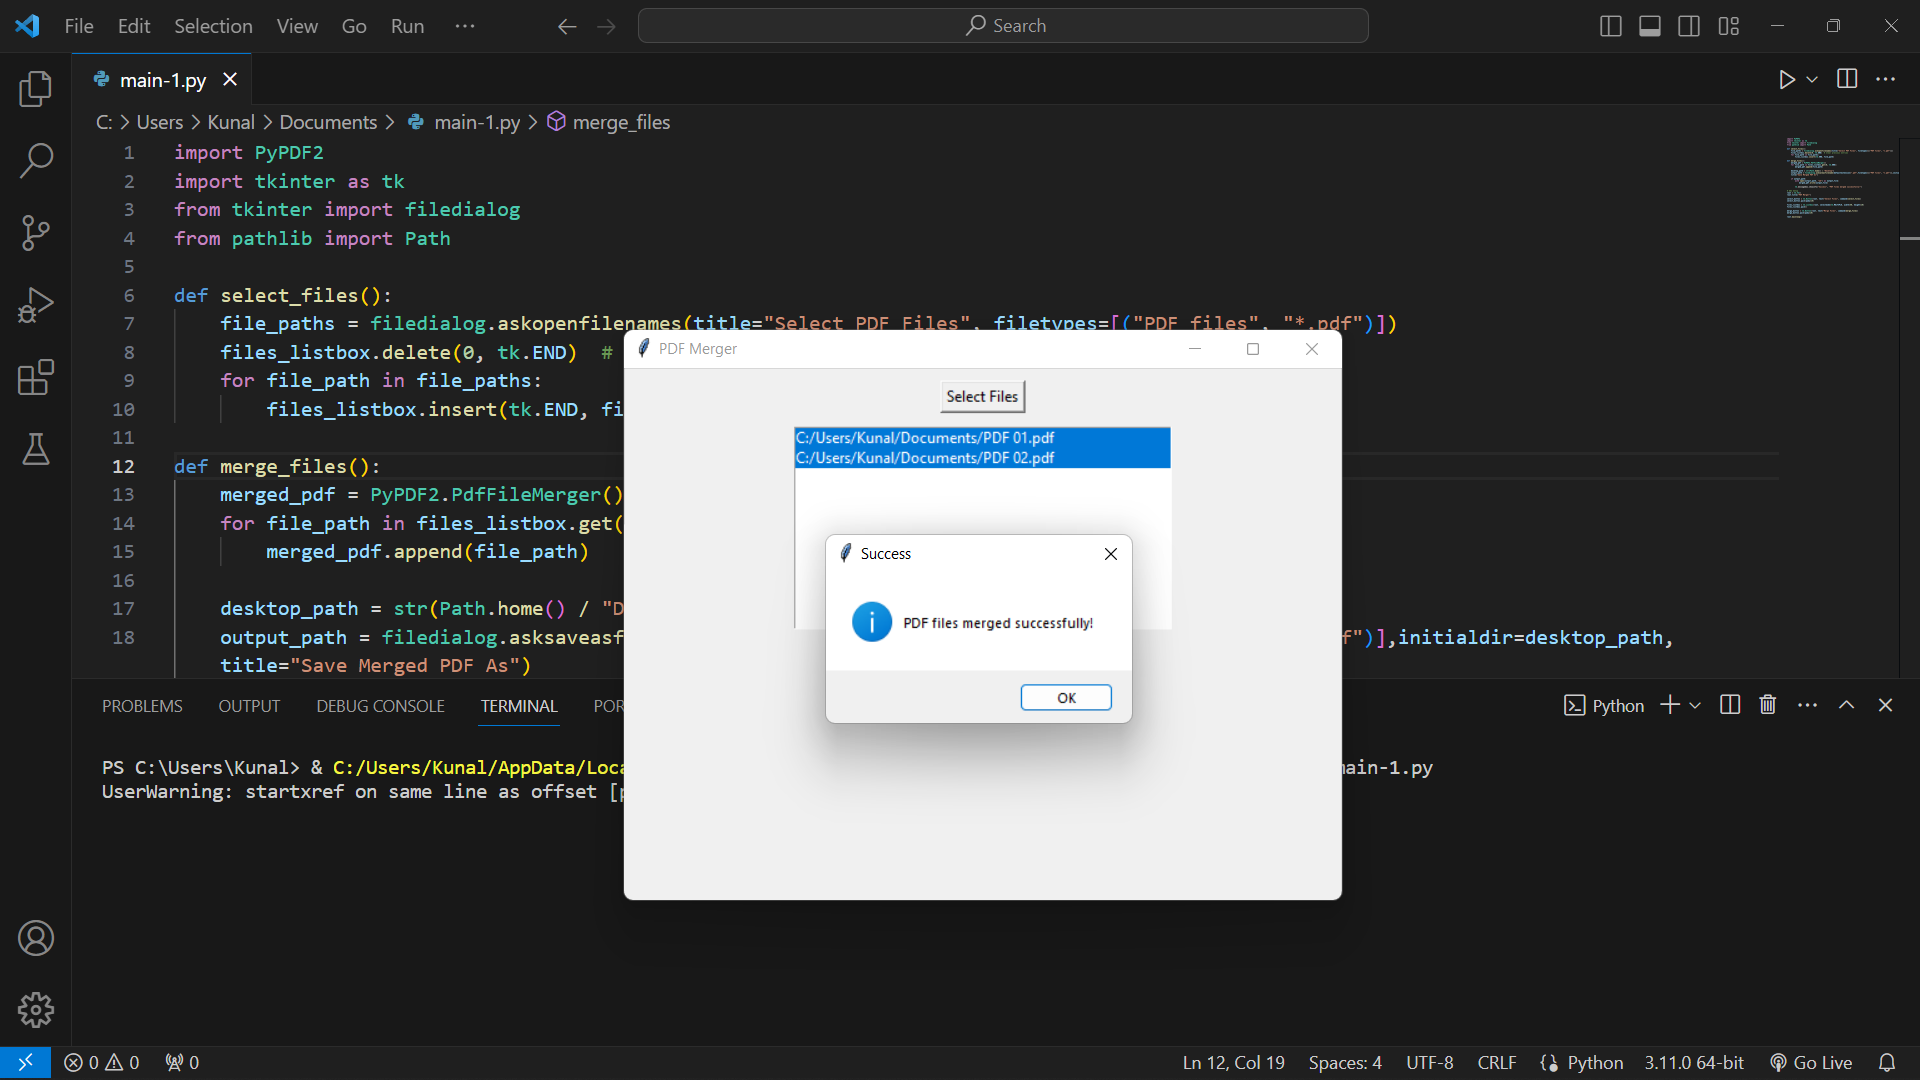 File Edit Selection View Go Run ...
Search
main-1.py
C: > Users > Kunal > Documents > main-1.py > merge_files
1 import PyPDF2
2 import tkinter as tk
3 from tkinter import filedialog
4 from pathlib import Path
5
6 def select_files():
7 file_paths = filedialog.askopenfilenames(title="Select PDF Files", filetypes=[("PDF files", "*.pdf")])
8 files_listbox.delete(0, tk.END) #
9 for file_path in file_paths:
10 files_listbox.insert(tk.END, fi
11
12 def merge_files():
13 merged_pdf = PyPDF2.PdfFileMerger()
14 for file_path in files_listbox.get(
15 merged_pdf.append(file_path)
16
17 desktop_path = str(Path.home() / "D
18 output_path = filedialog.asksaveasf f")],initialdir=desktop_path,
title="Save Merged PDF As")
PDF Merger
Select Files
C:/Users/Kunal/Documents/PDF 01.pdf
C:/Users/Kunal/Documents/PDF 02.pdf
Success
PDF files merged successfully!
OK
PROBLEMS OUTPUT DEBUG CONSOLE TERMINAL POR
Python
PS C:\Users\Kunal> & C:/Users/Kunal/AppData/Loca main-1.py
UserWarning: startxref on same line as offset [p
0 0 0
Ln 12, Col 19 Spaces: 4 UTF-8 CRLF Python 3.11.0 64-bit Go Live